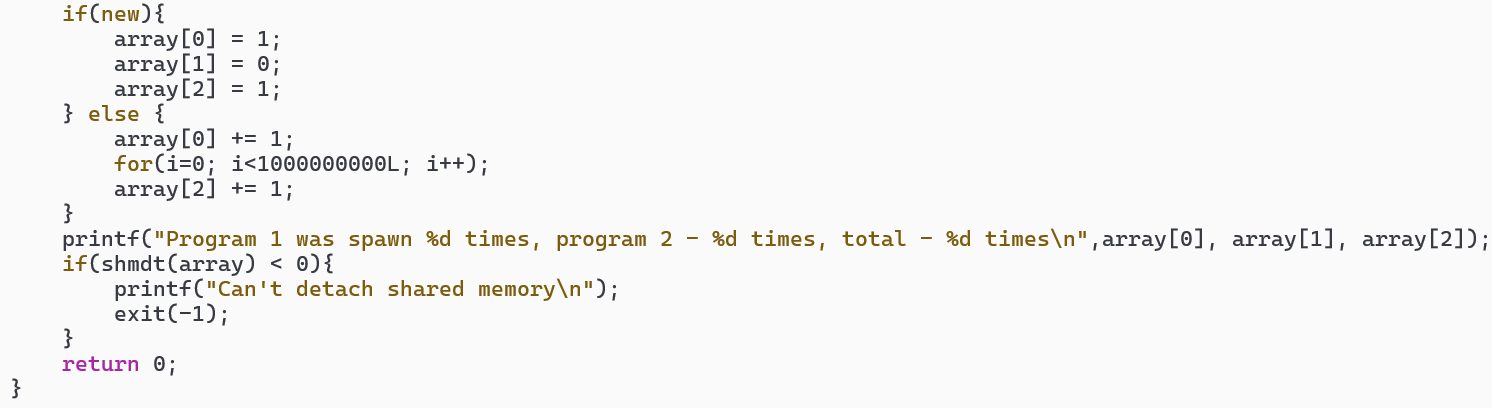 if(new){
array[0] = 1;
array[1] = 0;
array[2] = 1;
} else {
array[0] += 1;
for(i=0; i<1000000000L; i++);
array[2] += 1;
}
printf("Program 1 was spawn %d times, program 2 - %d times, total - %d times\n",array[0], array[1], array[2]);
if(shmdt(array) < 0){
printf("Can't detach shared memory\n");
exit(-1);
}
return 0;
}